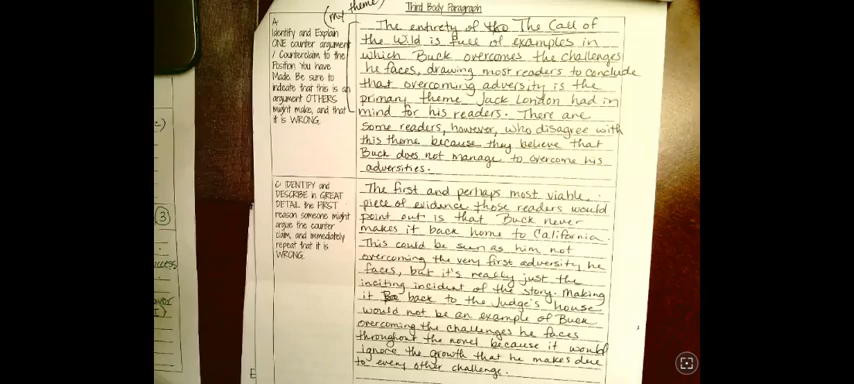 (my theme)
Third Body Paragraph
A.
Identify and Explain
ONE counter argument
/ Counterclaim to the
Position You have
Made. Be sure to
indicate that this is an
argument OTHERS
might make, and that
it is WRONG.
The entirety of The Call of
the Wild is full of examples in
which Buck overcomes the challenges
he faces, drawing most readers to conclude
that overcoming adversity is the
primary theme Jack London had in
mind for his readers. There are
some readers, however, who disagree with
this theme because they believe that
Buck does not manage to overcome his
adversities.
C: IDENTIFY and
DESCRIBE in GREAT
DETAIL the FIRST
reason someone might
argue the counter
claim, and immediately
repeat that it is
WRONG.
The first and perhaps most viable
piece of evidence those readers would
point out is that Buck never
makes it back home to California.
This could be seen as him not
overcoming the very first adversity he
faces, but it's really just the
inciting incident of the story. Making
it back to the Judge's house
would not be an example of Buck
overcoming the challenges he faces
throughout the novel because it would
ignore the growth that he makes due
to every other challenge.
3